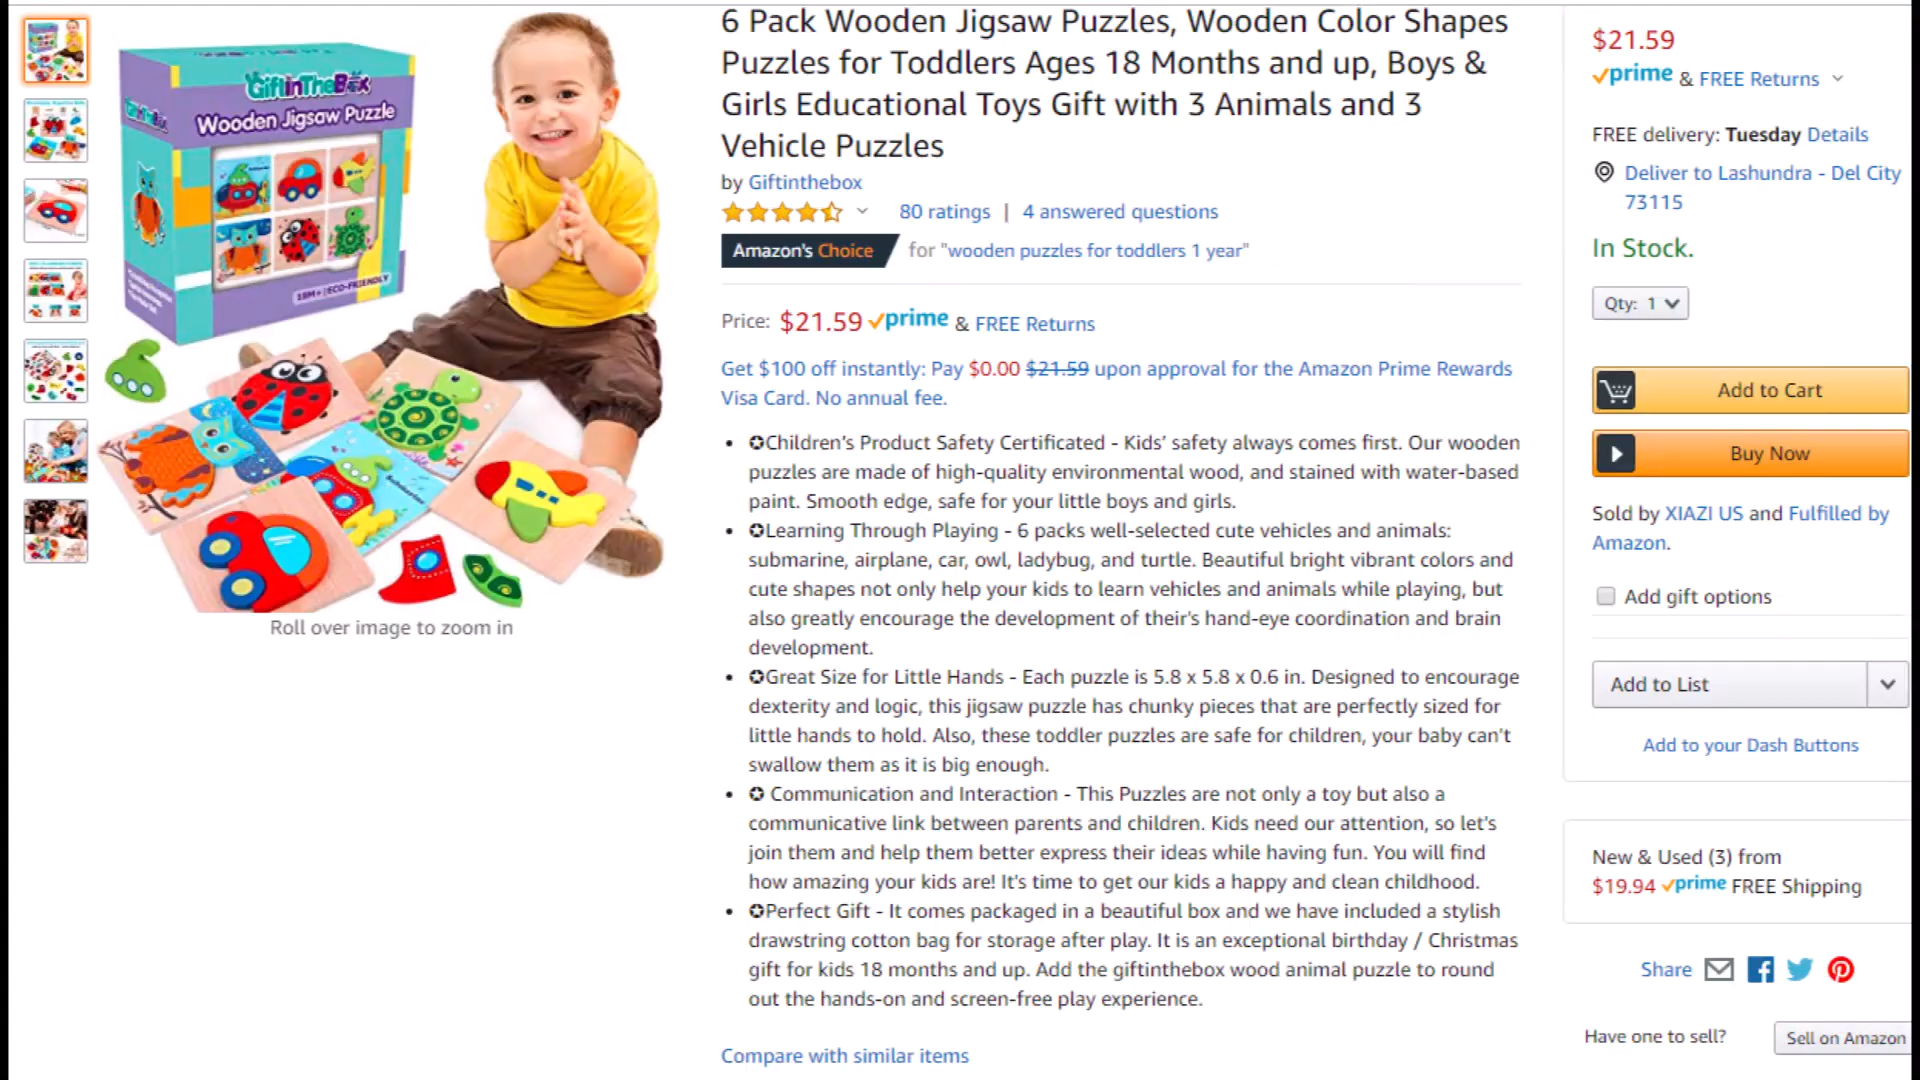 6 Pack Wooden Jigsaw Puzzles, Wooden Color Shapes
Puzzles for Toddlers Ages 18 Months and up, Boys &
Girls Educational Toys Gift with 3 Animals and 3
Vehicle Puzzles
by Giftinthebox
80 ratings | 4 answered questions
Amazon's Choice for "wooden puzzles for toddlers 1 year"
Price: $21.59 prime & FREE Returns
Get $100 off instantly: Pay $0.00 $21.59 upon approval for the Amazon Prime Rewards
Visa Card. No annual fee.
• ✪Children's Product Safety Certificated - Kids' safety always comes first. Our wooden
puzzles are made of high-quality environmental wood, and stained with water-based
paint. Smooth edge, safe for your little boys and girls.
• ✪Learning Through Playing - 6 packs well-selected cute vehicles and animals:
submarine, airplane, car, owl, ladybug, and turtle. Beautiful bright vibrant colors and
cute shapes not only help your kids to learn vehicles and animals while playing, but
also greatly encourage the development of their's hand-eye coordination and brain
development.
• ✪Great Size for Little Hands - Each puzzle is 5.8 x 5.8 x 0.6 in. Designed to encourage
dexterity and logic, this jigsaw puzzle has chunky pieces that are perfectly sized for
little hands to hold. Also, these toddler puzzles are safe for children, your baby can't
swallow them as it is big enough.
• ✪ Communication and Interaction - This Puzzles are not only a toy but also a
communicative link between parents and children. Kids need our attention, so let's
join them and help them better express their ideas while having fun. You will find
how amazing your kids are! It's time to get our kids a happy and clean childhood.
• ✪Perfect Gift - It comes packaged in a beautiful box and we have included a stylish
drawstring cotton bag for storage after play. It is an exceptional birthday / Christmas
gift for kids 18 months and up. Add the giftinthebox wood animal puzzle to round
out the hands-on and screen-free play experience.
Compare with similar items
GiftInTheBox
Wooden Jigsaw Puzzle
18M+ | ECO-FRIENDLY
Submarine
Roll over image to zoom in
$21.59
prime & FREE Returns
FREE delivery: Tuesday Details
Deliver to Lashundra - Del City
73115
In Stock.
Qty: 1
Add to Cart
Buy Now
Sold by XIAZI US and Fulfilled by
Amazon.
Add gift options
Add to List
Add to your Dash Buttons
New & Used (3) from
$19.94 prime FREE Shipping
Share
Have one to sell? Sell on Amazon